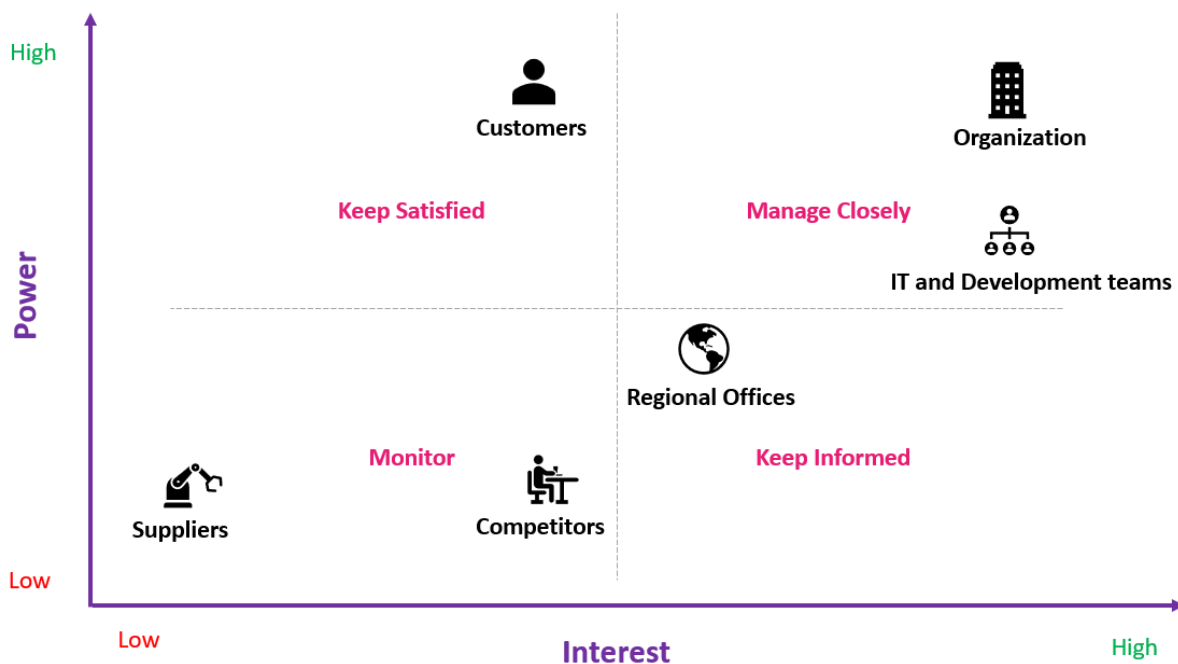 High
Customers
Organization
Keep Satisfied
Manage Closely
IT and Development teams
Power
Regional Offices
Monitor
Keep Informed
Suppliers
Competitors
Low
Low
Interest
High